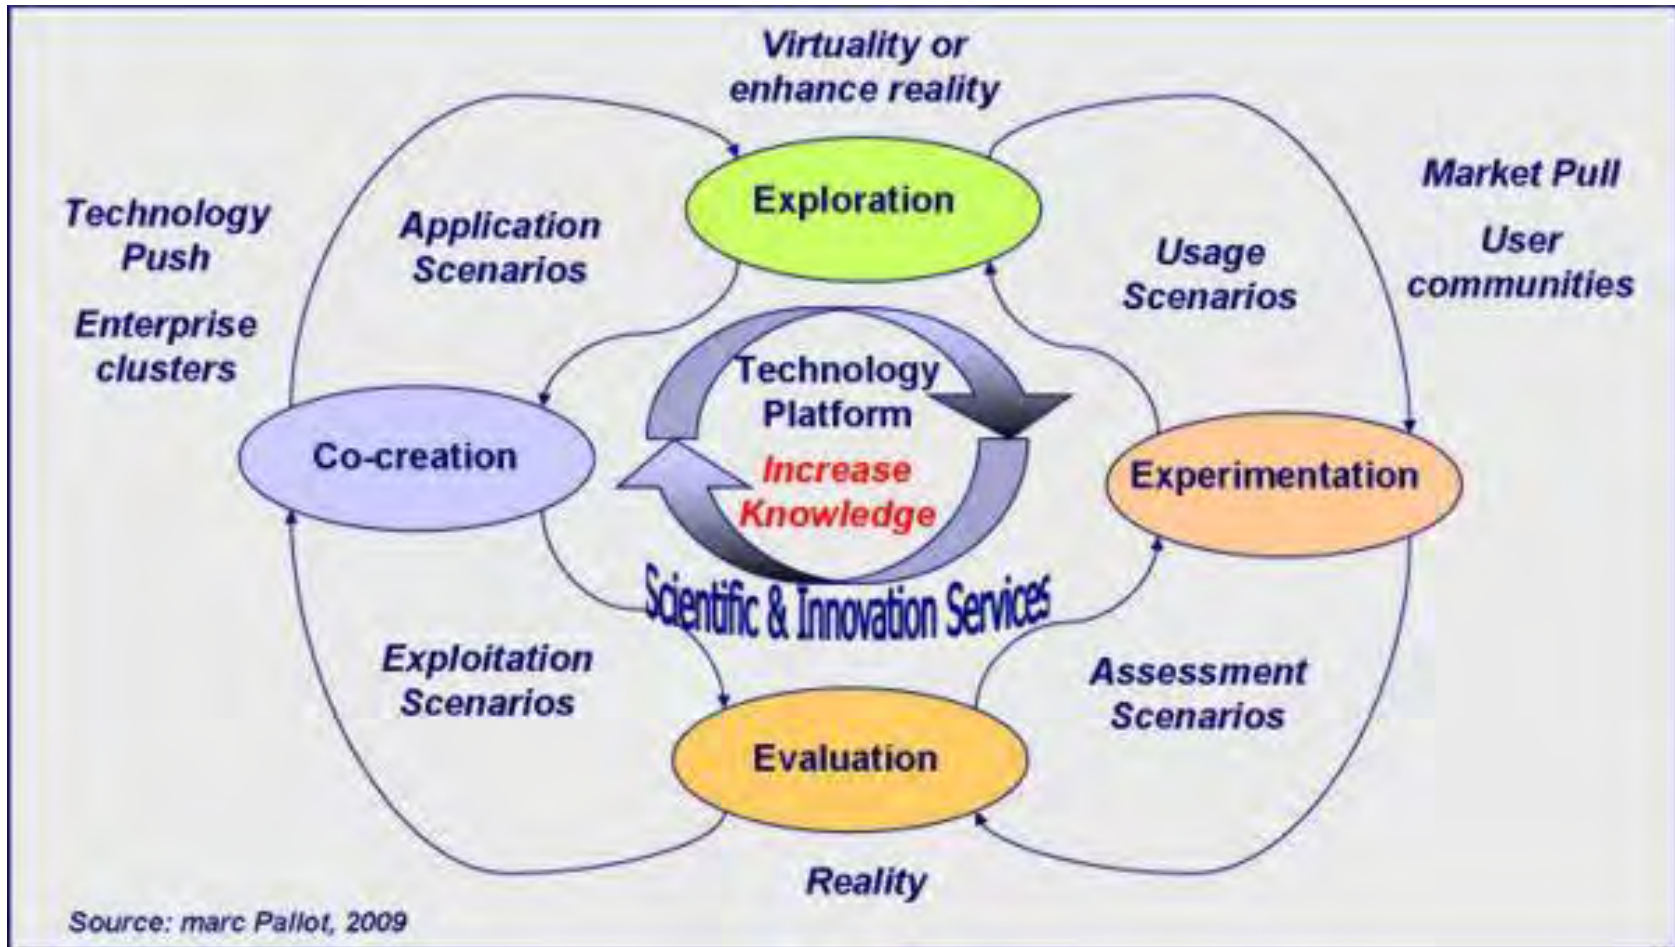 Virtuality or
enhance reality
Exploration
Market Pull
User
communities
Technology
Push
Enterprise
clusters
Application
Scenarios
Usage
Scenarios
Technology
Platform
Increase
Knowledge
Co-creation
Experimentation
Scientific & Innovation Services
Exploitation
Scenarios
Assessment
Scenarios
Evaluation
Reality
Source: marc Pallot, 2009